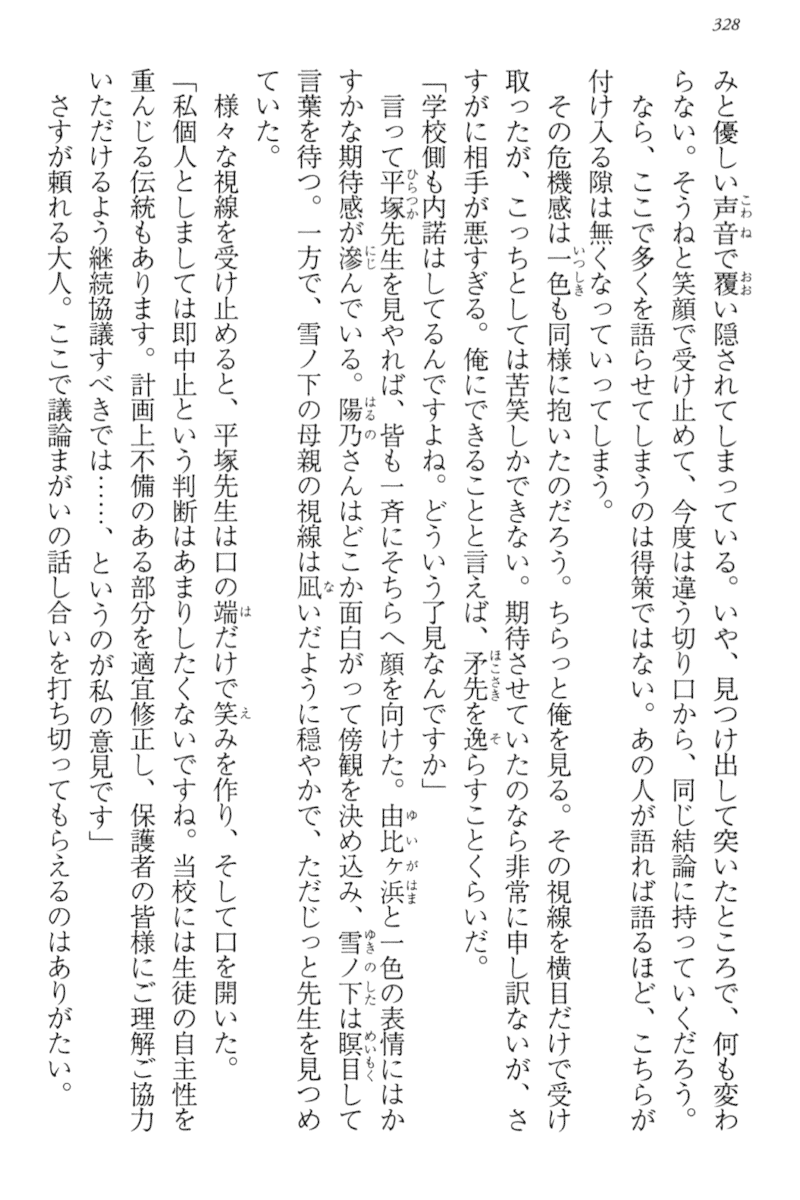 328
みと優しい声音で覆い隠されてしまっている。いや、見つけ出して突いたところで、何も変わ
らない。そうねと笑顔で受け止めて、今度は違う切り口から、同じ結論に持っていくだろう。
なら、ここで多くを語らせてしまうのは得策ではない。あの人が語れば語るほど、こちらが
付け入る隙は無くなっていってしまう。
その危機感は一色も同様に抱いたのだろう。ちらっと俺を見る。その視線を横目だけで受け
取ったが、こっちとしては苦笑しかできない。期待させていたのなら非常に申し訳ないが、さ
すがに相手が悪すぎる。俺にできることと言えば、矛先を逸らすことくらいだ。
「学校側も内諾はしてるんですよね。どういう了見なんですか」
言って平塚先生を見やれば、皆も一斉にそちらへ顔を向けた。由比ヶ浜と一色の表情にはか
すかな期待感が滲んでいる。陽乃さんはどこか面白がって傍観を決め込み、雪ノ下は瞑目して
言葉を待つ。一方で、雪ノ下の母親の視線は凪いだように穏やかで、ただじっと先生を見つめ
ていた。
様々な視線を受け止めると、平塚先生は口の端だけで笑みを作り、そして口を開いた。
「私個人としましては即中止という判断はあまりしたくないですね。当校には生徒の自主性を
重んじる伝統もあります。計画上不備のある部分を適宜修正し、保護者の皆様にご理解ご協力
いただけるよう継続協議すべきでは……、というのが私の意見です」
さすが頼れる大人。ここで議論まがいの話し合いを打ち切ってもらえるのはありがたい。